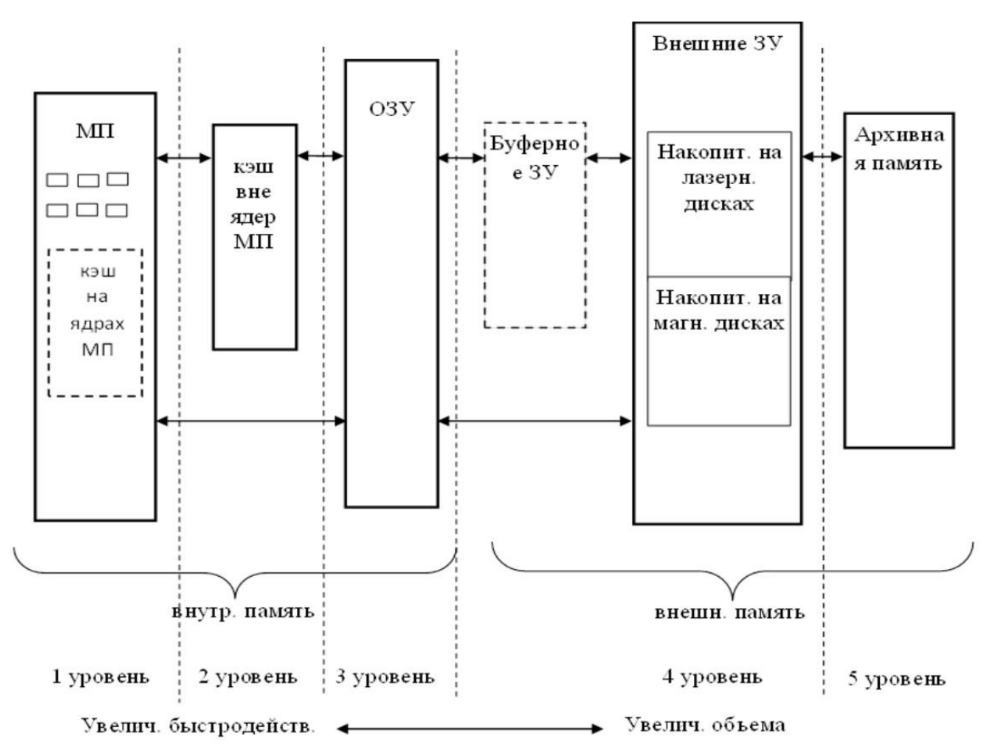 МП
кэш
на
ядрах
МП
кэш
вне
ядер
МП
ОЗУ
Буферно
е ЗУ
Внешние ЗУ
Накопит. на
лазерн.
дисках
Накопит. на
магн. дисках
Архивна
я память
внутр. память
внешн. память
1 уровень
2 уровень
3 уровень
4 уровень
5 уровень
Увелич. быстродейств.
Увелич. обьема